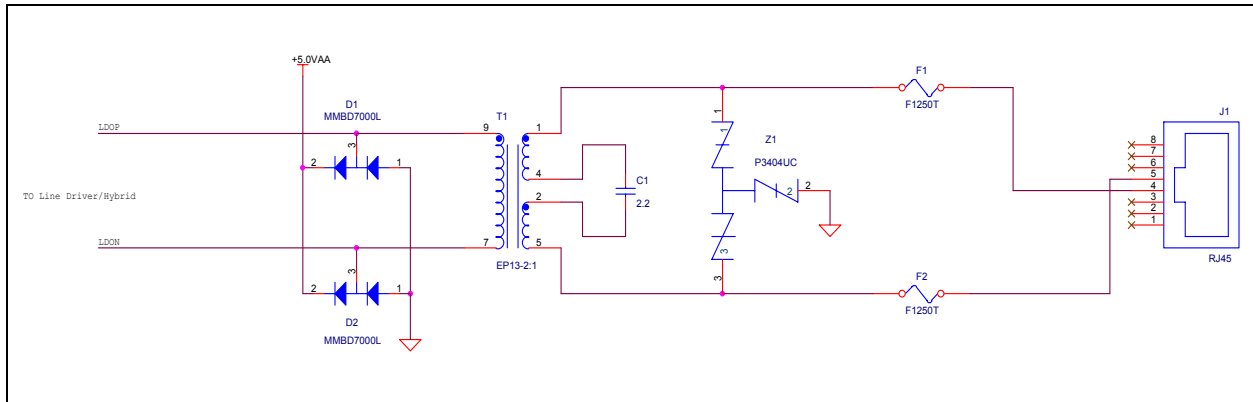 +5.0VAA
D1
MMBD7000L
LDOP
3
2
1
TO Line Driver/Hybrid
LDON
3
2
1
D2
MMBD7000L
T1
9
1
4
2
7
5
EP13-2:1
C1
2.2
1
1
Z1
P3404UC
2
2
3
3
F1
F1250T
F2
F1250T
J1
8
7
6
5
4
3
2
1
RJ45